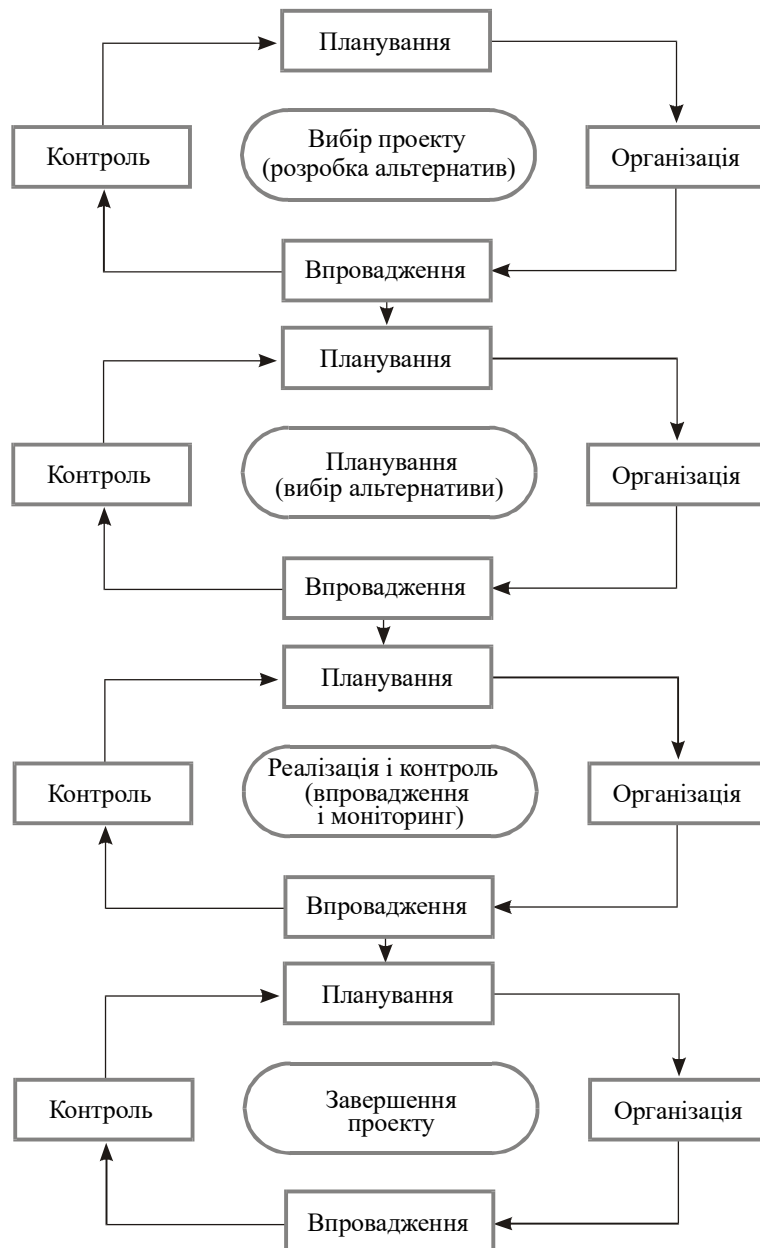 Планування
Контроль
Вибір проекту
(розробка альтернатив)
Організація
Впровадження
Планування
Контроль
Планування
(вибір альтернативи)
Організація
Впровадження
Планування
Контроль
Реалізація і контроль
(впровадження
і моніторинг)
Організація
Впровадження
Планування
Контроль
Завершення
проекту
Організація
Впровадження